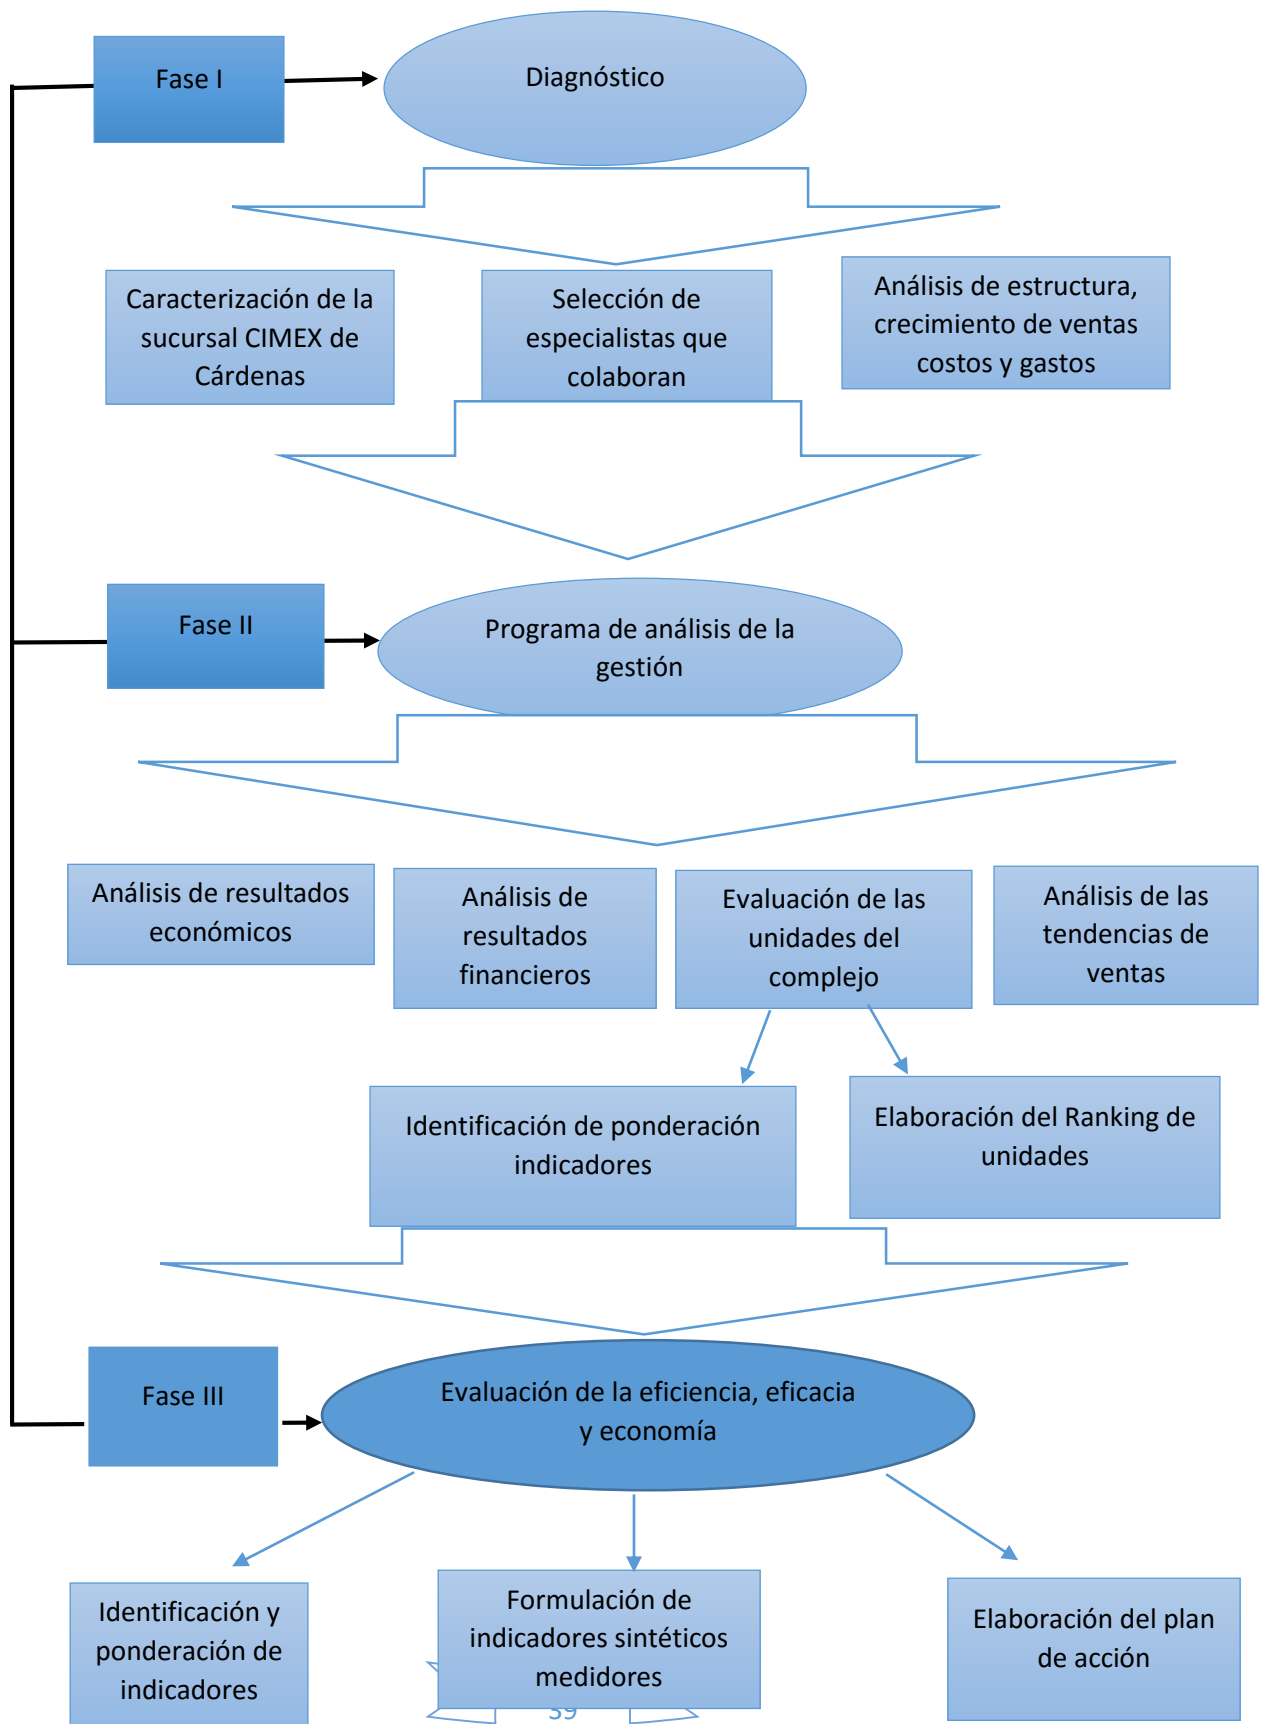 Fase I
Diagnóstico
Caracterización de la
sucursal CIMEX de
Cárdenas
Selección de
especialistas que
colaboran
Análisis de estructura,
crecimiento de ventas
costos y gastos
Fase II
Programa de análisis de la
gestión
Análisis de resultados
económicos
Análisis de
resultados
financieros
Evaluación de las
unidades del
complejo
Análisis de las
tendencias de
ventas
Identificación de ponderación
indicadores
Elaboración del Ranking de
unidades
Fase III
Evaluación de la eficiencia, eficacia
y economía
Identificación y
ponderación de
indicadores
Formulación de
indicadores sintéticos
medidores
Elaboración del plan
de acción
39